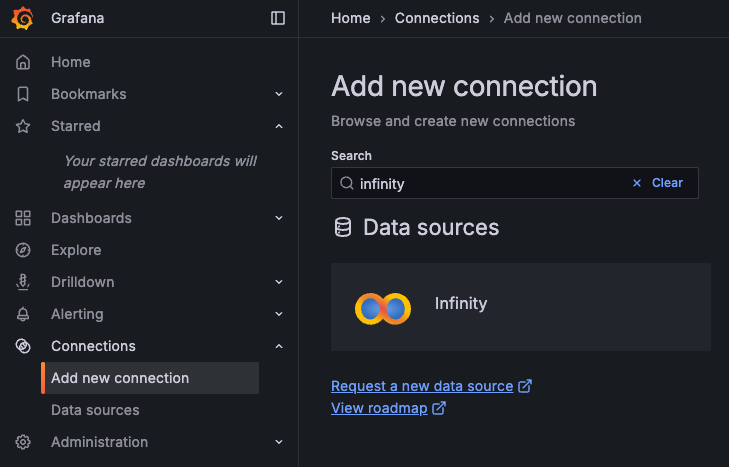 Grafana
Home
Bookmarks
Starred
Your starred dashboards will
appear here
Dashboards
Explore
Drilldown
Alerting
Connections
Add new connection
Data sources
Administration
Home › Connections › Add new connection
Add new connection
Browse and create new connections
Search
infinity
× Clear
Data sources
Infinity
Request a new data source
View roadmap